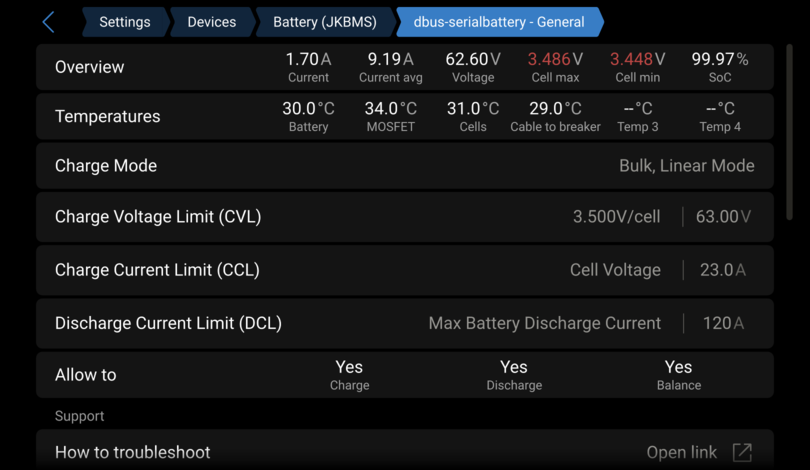 Settings Devices Battery (JKBMS) dbus-serialbattery - General
Overview 1.70A 9.19A 62.60V 3.486V 3.448V 99.97%
Current Current avg Voltage Cell max Cell min SoC
Temperatures 30.0°C 34.0°C 31.0°C 29.0°C --°C --°C
Battery MOSFET Cells Cable to breaker Temp 3 Temp 4
Charge Mode Bulk, Linear Mode
Charge Voltage Limit (CVL) 3.500V/cell 63.00V
Charge Current Limit (CCL) Cell Voltage 23.0A
Discharge Current Limit (DCL) Max Battery Discharge Current 120A
Allow to Yes Yes Yes
Charge Discharge Balance
Support
How to troubleshoot Open link